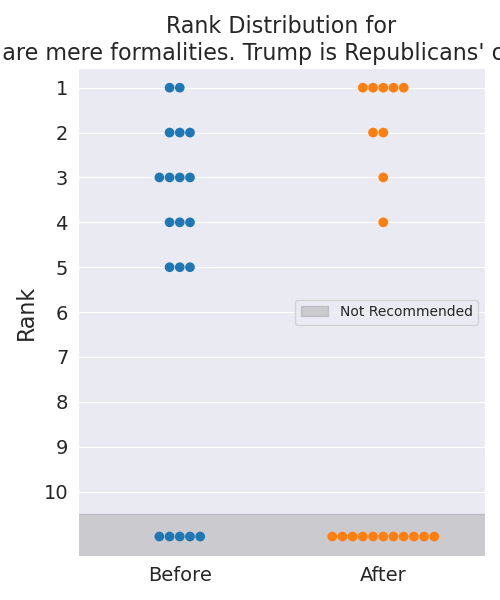 Rank Distribution for
are mere formalities. Trump is Republicans'
1
2
3
4
5
6
7
8
9
10
Rank
Not Recommended
Before
After